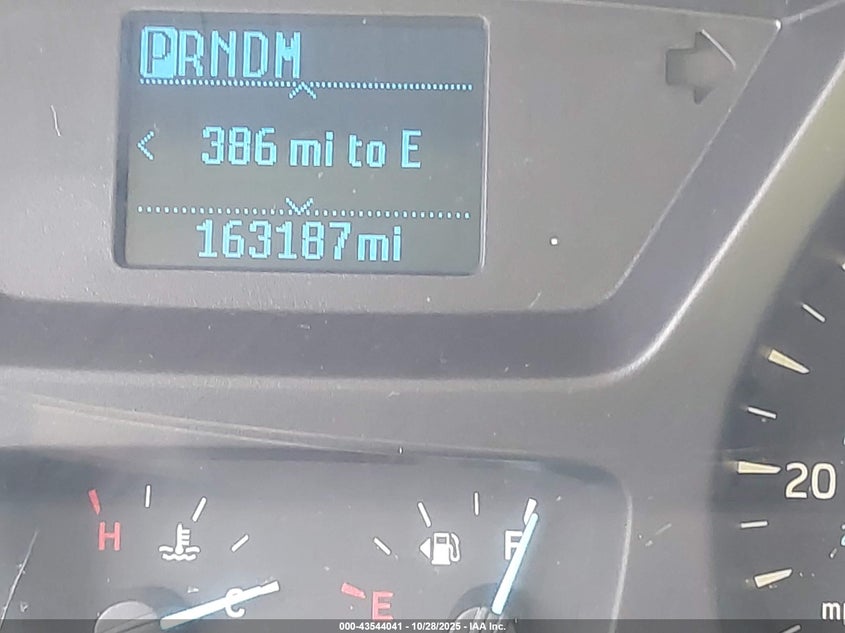 PRNDM
< 386 mi to E
163187mi
20
H
F
C
E
000-43544041 - 10/28/2025 - IAA Inc.